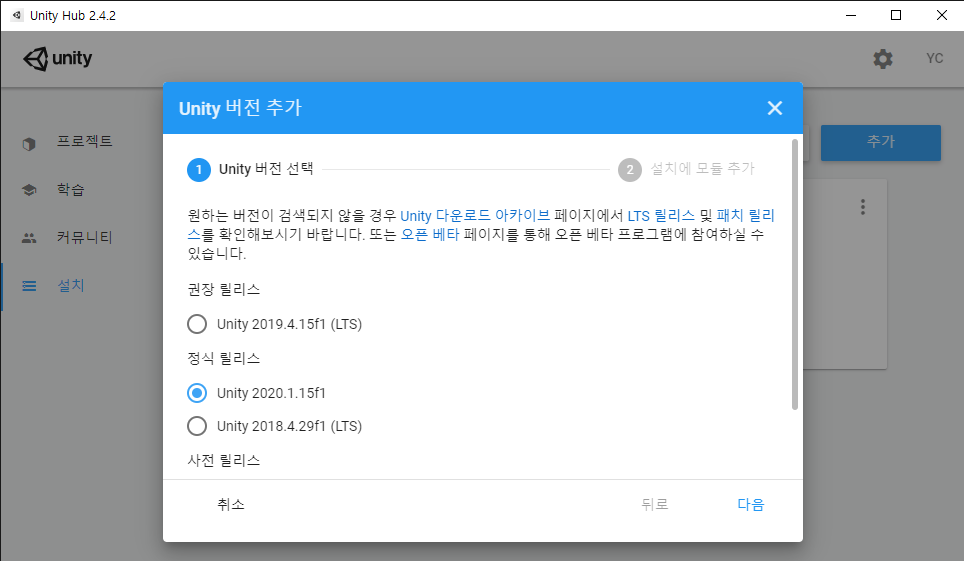 Unity Hub 2.4.2
unity
YC
프로젝트
학습
커뮤니티
설치
추가
Unity 버전 추가
1 Unity 버전 선택
2 설치에 모듈 추가
원하는 버전이 검색되지 않을 경우 Unity 다운로드 아카이브 페이지에서 LTS 릴리스 및 패치 릴리
스를 확인해보시기 바랍니다. 또는 오픈 베타 페이지를 통해 오픈 베타 프로그램에 참여하실 수
있습니다.
권장 릴리스
Unity 2019.4.15f1 (LTS)
정식 릴리스
Unity 2020.1.15f1
Unity 2018.4.29f1 (LTS)
사전 릴리스
취소
뒤로
다음